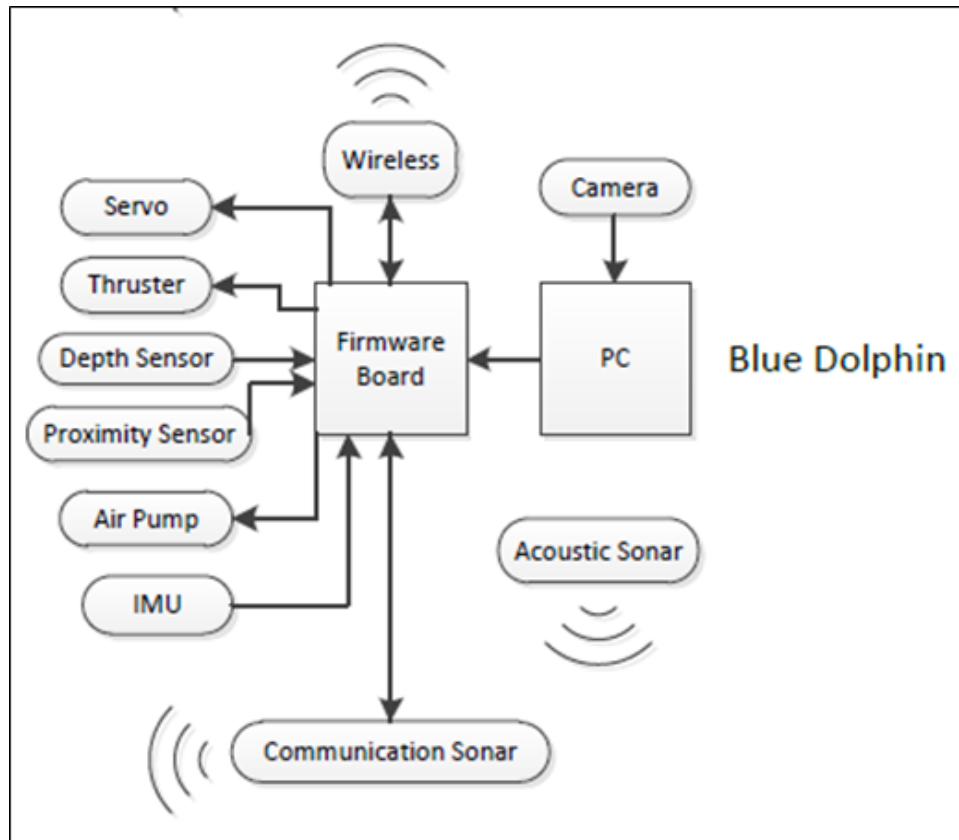 Wireless
Camera
Servo
Thruster
Firmware
Board
PC
Blue Dolphin
Depth Sensor
Proximity Sensor
Air Pump
Acoustic Sonar
IMU
Communication Sonar